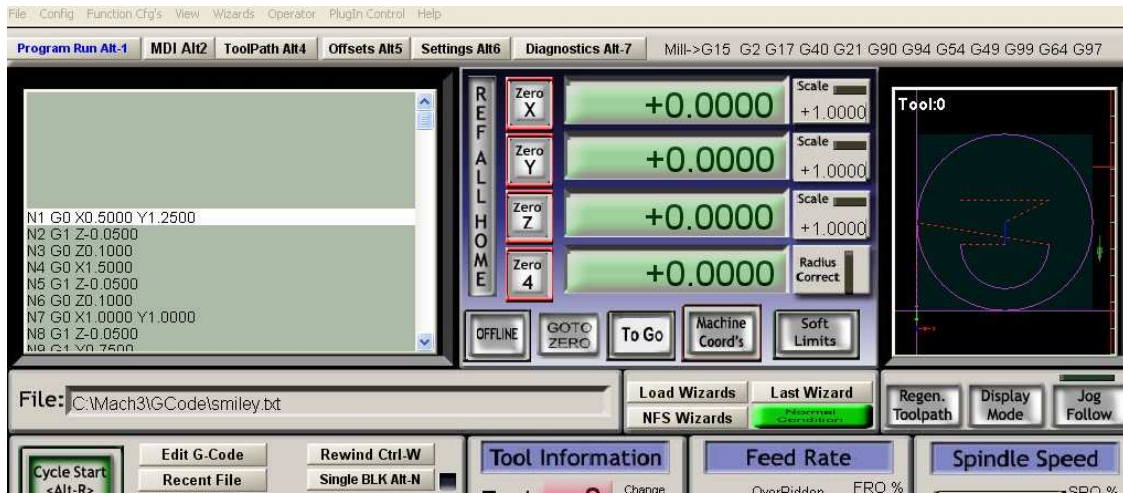 File Config Function Cfg's View Wizards Operator PlugIn Control Help
Program Run Alt-1 MDI Alt2 ToolPath Alt4 Offsets Alt5 Settings Alt6 Diagnostics Alt-7 Mill->G15 G2 G17 G40 G21 G90 G94 G54 G49 G99 G64 G97
N1 G0 X0.5000 Y1.2500
N2 G1 Z-0.0500
N3 G0 Z0.1000
N4 G0 X1.5000
N5 G1 Z-0.0500
N6 G0 Z0.1000
N7 G0 X1.0000 Y1.0000
N8 G1 Z-0.0500
N9 G1 Y0.7500
REF ALL HOME
Zero X +0.0000 Scale +1.0000
Zero Y +0.0000 Scale +1.0000
Zero Z +0.0000 Scale +1.0000
Zero 4 +0.0000 Radius Correct
OFFLINE GOTO ZERO To Go Machine Coord's Soft Limits
Tool:0
File: C:\Mach3\GCode\smiley.txt
Load Wizards Last Wizard
NFS Wizards Normal Condition
Regen. Toolpath Display Mode Jog Follow
Cycle Start
<Alt-R>
Edit G-Code Rewind Ctrl-W
Recent File Single BLK Alt-N
Tool Information
Change
Feed Rate
OverRidden FRO %
Spindle Speed
SRO %